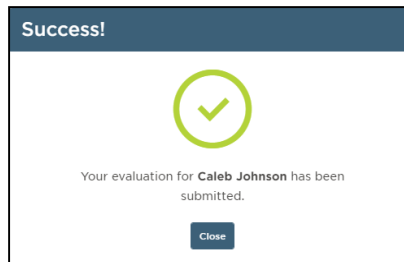 Success!
Your evaluation for Caleb Johnson has been
submitted.
Close